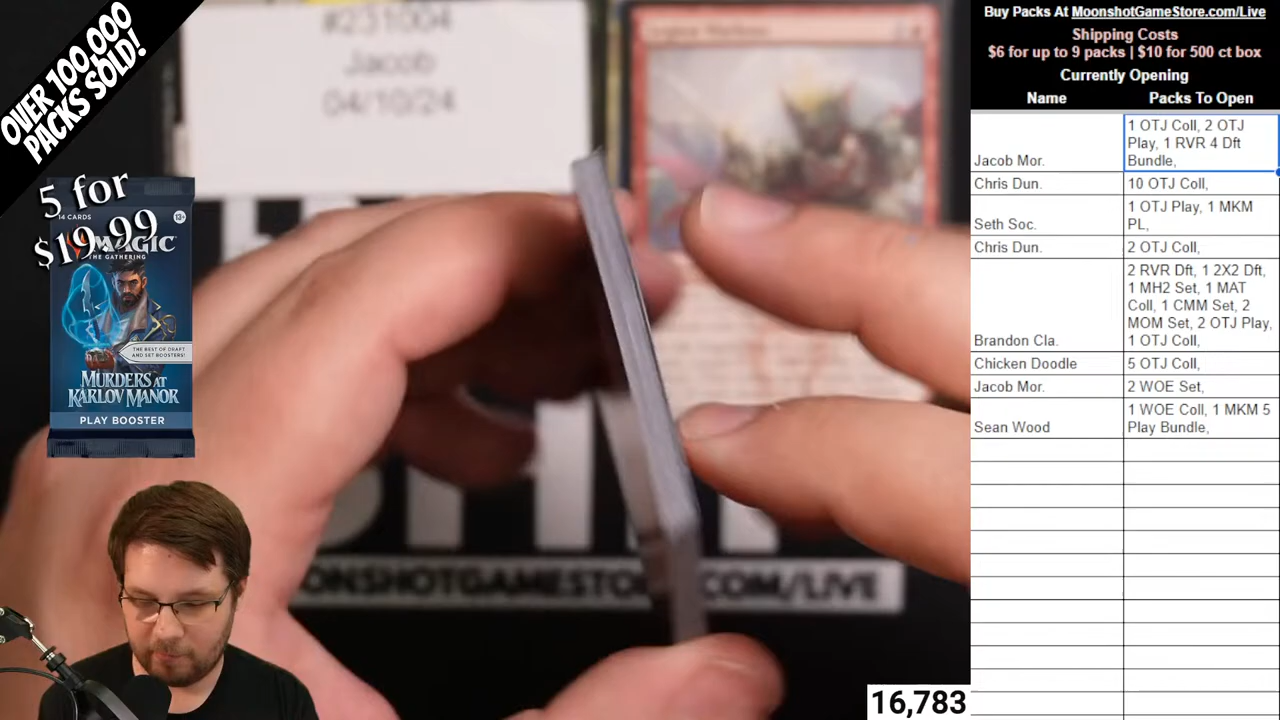 OVER 100,000
PACKS SOLD!
5 for
$19.99
14 CARDS
13+
MAGIC
THE GATHERING
THE BEST OF DRAFT
AND SET BOOSTERS!
MURDERS AT
KARLOV MANOR
PLAY BOOSTER
#231004
Jacob
04/10/24
MOONSHOTGAMESTORE.COM/LIVE
16,783
Buy Packs At MoonshotGameStore.com/Live
Shipping Costs
$6 for up to 9 packs | $10 for 500 ct box
Currently Opening
Name Packs To Open
1 OTJ Coll, 2 OTJ
Play, 1 RVR 4 Dft
Jacob Mor. Bundle,
Chris Dun. 10 OTJ Coll,
1 OTJ Play, 1 MKM
Seth Soc. PL,
Chris Dun. 2 OTJ Coll,
2 RVR Dft, 1 2X2 Dft,
1 MH2 Set, 1 MAT
Coll, 1 CMM Set, 2
MOM Set, 2 OTJ Play,
Brandon Cla. 1 OTJ Coll,
Chicken Doodle 5 OTJ Coll,
Jacob Mor. 2 WOE Set,
1 WOE Coll, 1 MKM 5
Sean Wood Play Bundle,